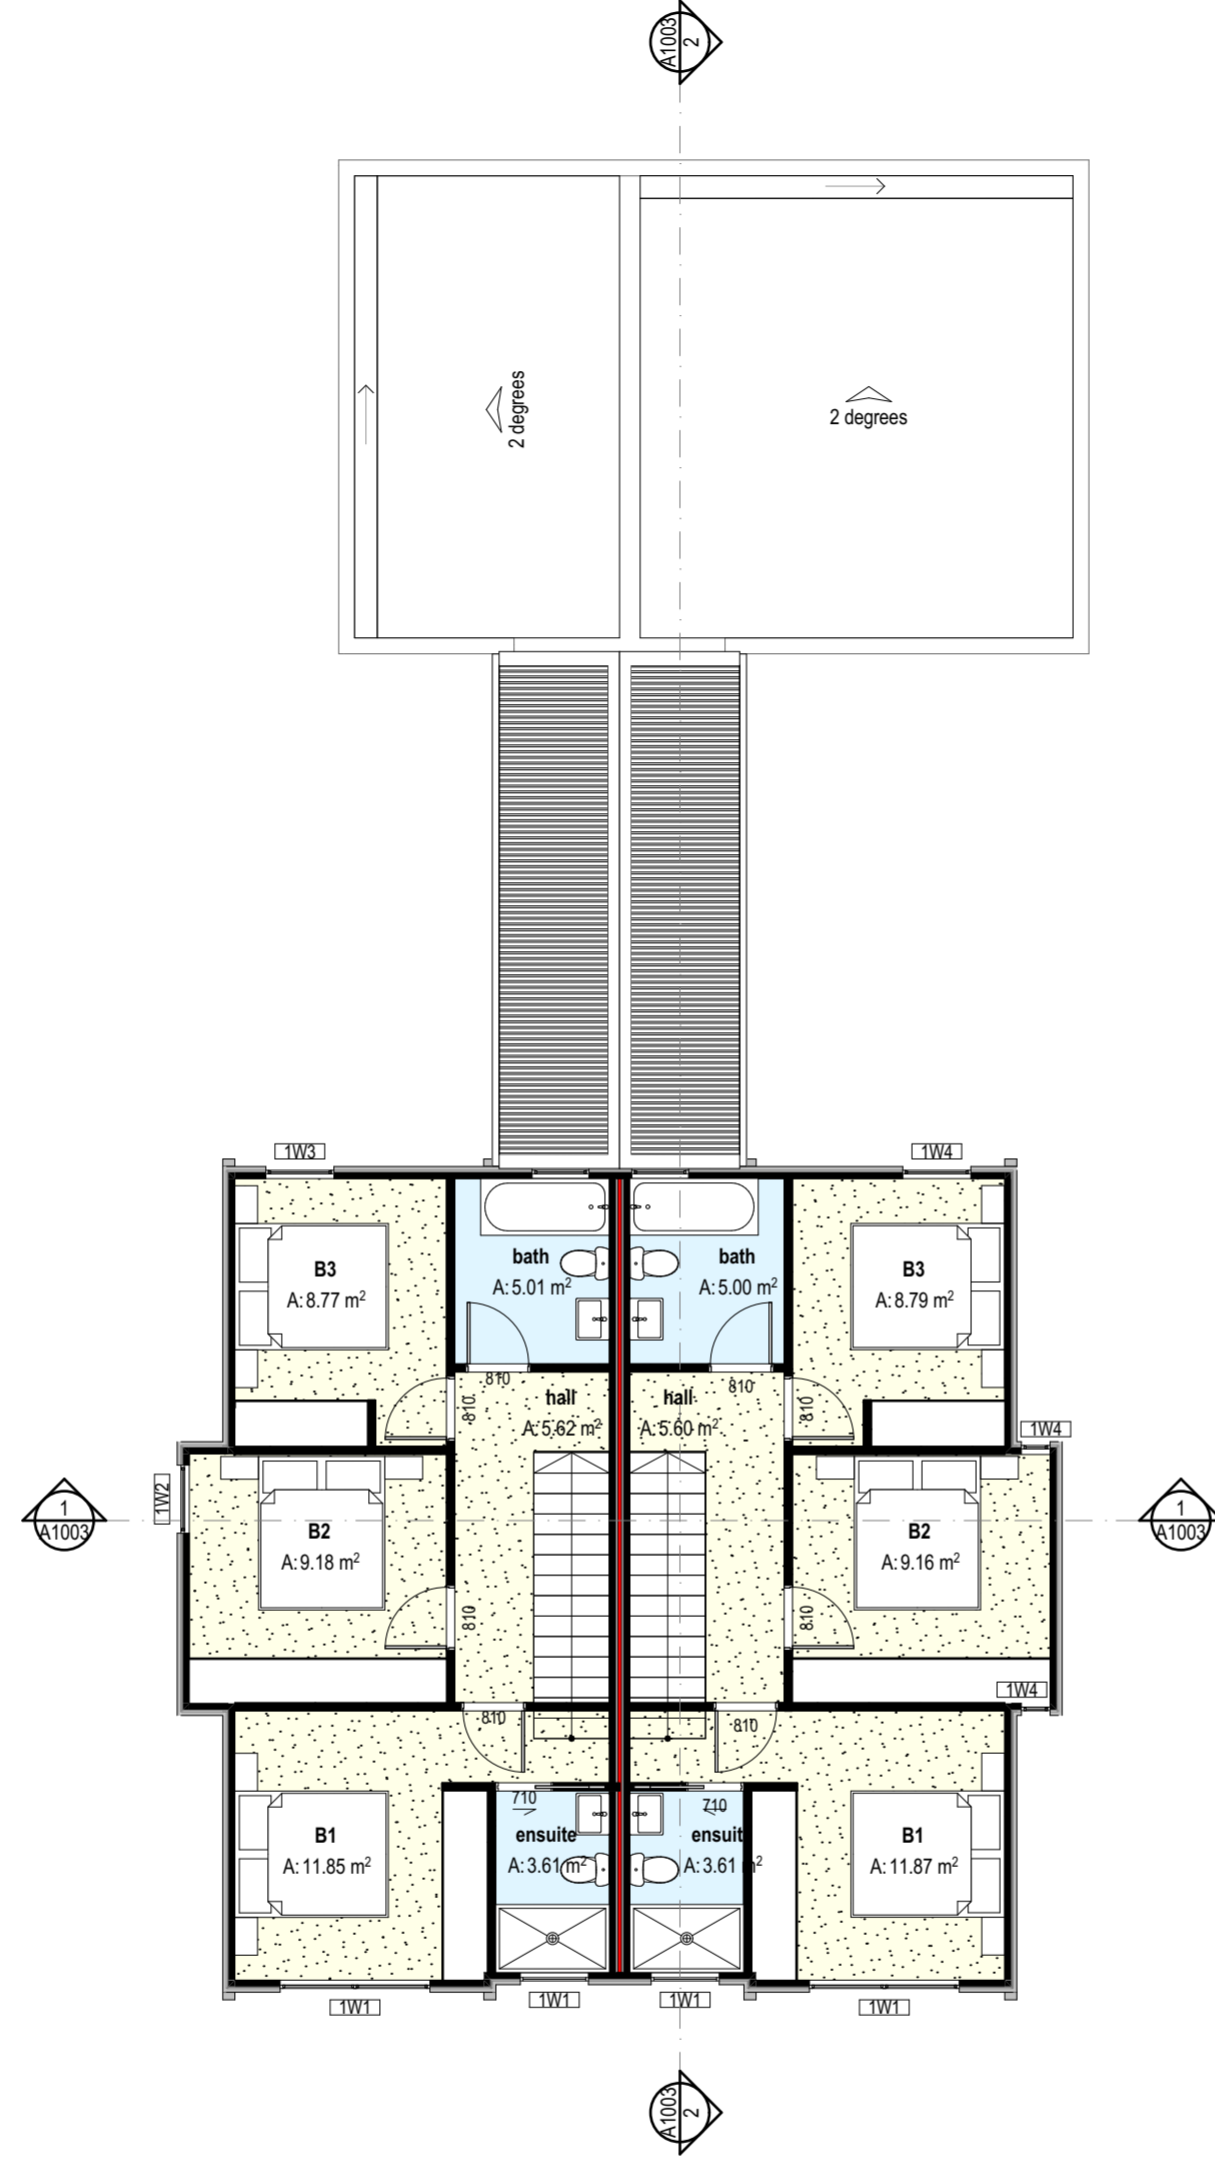 A1003
2
2 degrees
2 degrees
1W3
1W4
B3
A: 8.77 m²
bath
A: 5.01 m²
bath
A: 5.00 m²
B3
A: 8.79 m²
810
810
810
810
hall
A: 5.62 m²
hall
A: 5.60 m²
1W4
1W2
1
A1003
1
A1003
B2
A: 9.18 m²
B2
A: 9.16 m²
810
810
1W4
810
810
710
710
B1
A: 11.85 m²
ensuite
A: 3.61 m²
ensuit
A: 3.61 m²
B1
A: 11.87 m²
1W1
1W1
1W1
1W1
A1003
2